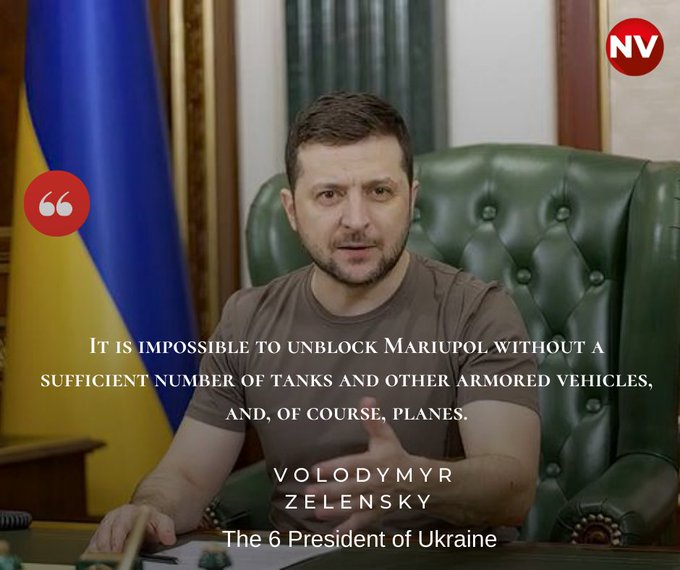 NV
It is impossible to unblock Mariupol without a
sufficient number of tanks and other armored vehicles,
and, of course, planes.
VOLODYMYR
ZELENSKY
The 6 President of Ukraine